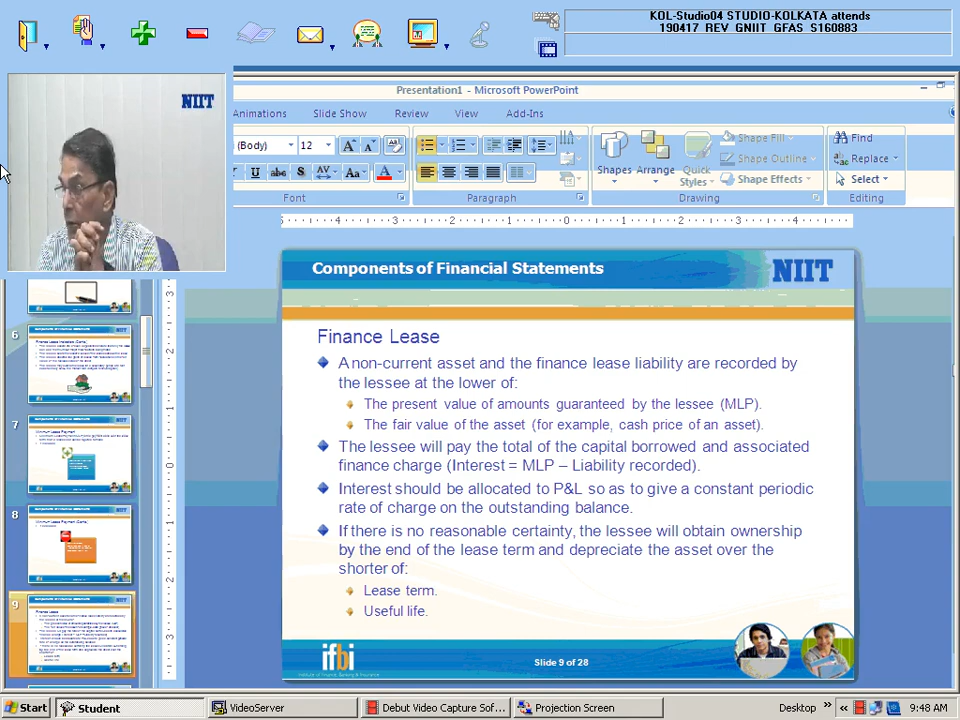 KOL-Studio04 STUDIO-KOLKATA attends
190417 REV GNIIT GFAS S160883
NIIT
Presentation1 - Microsoft PowerPoint
Animations Slide Show Review View Add-Ins
(Body) 12
Shapes Arrange Quick Styles
Shape Fill
Shape Outline
Shape Effects
Find
Replace
Select
Font Paragraph Drawing Editing
Components of Financial Statements
NIIT
Finance Lease
A non-current asset and the finance lease liability are recorded by
the lessee at the lower of:
The present value of amounts guaranteed by the lessee (MLP).
The fair value of the asset (for example, cash price of an asset).
The lessee will pay the total of the capital borrowed and associated
finance charge (Interest = MLP – Liability recorded).
Interest should be allocated to P&L so as to give a constant periodic
rate of charge on the outstanding balance.
If there is no reasonable certainty, the lessee will obtain ownership
by the end of the lease term and depreciate the asset over the
shorter of:
Lease term.
Useful life.
ifbi
Institute of Finance, Banking & Insurance
Slide 9 of 28
6
7
8
9
Start Student VideoServer Debut Video Capture Sof... Projection Screen Desktop 9:48 AM